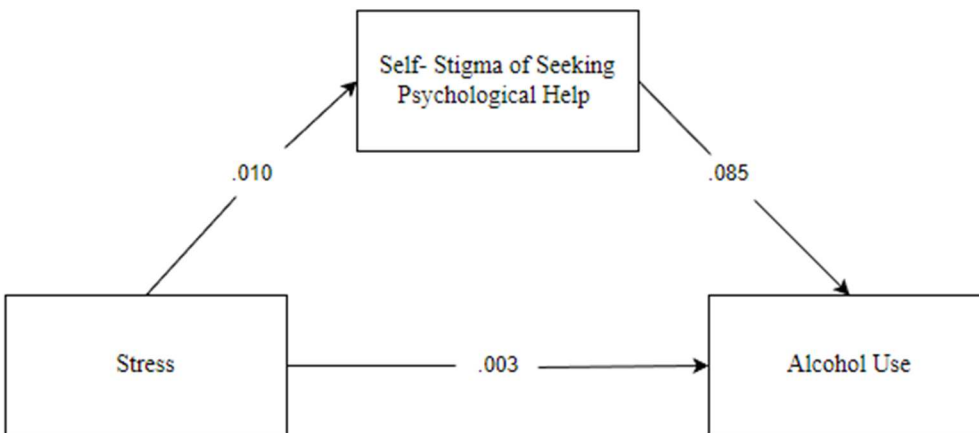 Self- Stigma of Seeking
Psychological Help
.010
.085
Stress
.003
Alcohol Use